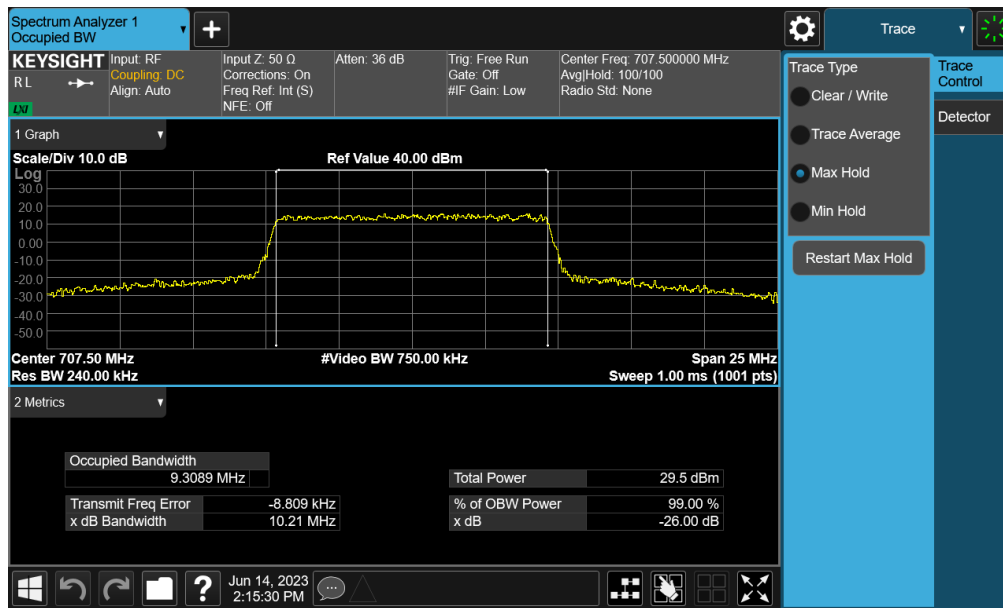 Spectrum Analyzer 1
Occupied BW
+
Trace
KEYSIGHT
R L
LXI
Input: RF
Coupling: DC
Align: Auto
Input Z: 50 Ω
Corrections: On
Freq Ref: Int (S)
NFE: Off
Atten: 36 dB
Trig: Free Run
Gate: Off
#IF Gain: Low
Center Freq: 707.500000 MHz
Avg|Hold: 100/100
Radio Std: None
Trace Type
Clear / Write
Trace Average
Max Hold
Min Hold
Restart Max Hold
Trace
Control
Detector
1 Graph
Scale/Div 10.0 dB
Ref Value 40.00 dBm
Log
30.0
20.0
10.0
0.00
-10.0
-20.0
-30.0
-40.0
-50.0
Center 707.50 MHz
#Video BW 750.00 kHz
Span 25 MHz
Res BW 240.00 kHz
Sweep 1.00 ms (1001 pts)
2 Metrics
Occupied Bandwidth
9.3089 MHz
Total Power 29.5 dBm
Transmit Freq Error -8.809 kHz
% of OBW Power 99.00 %
x dB Bandwidth 10.21 MHz
x dB -26.00 dB
?
Jun 14, 2023
2:15:30 PM